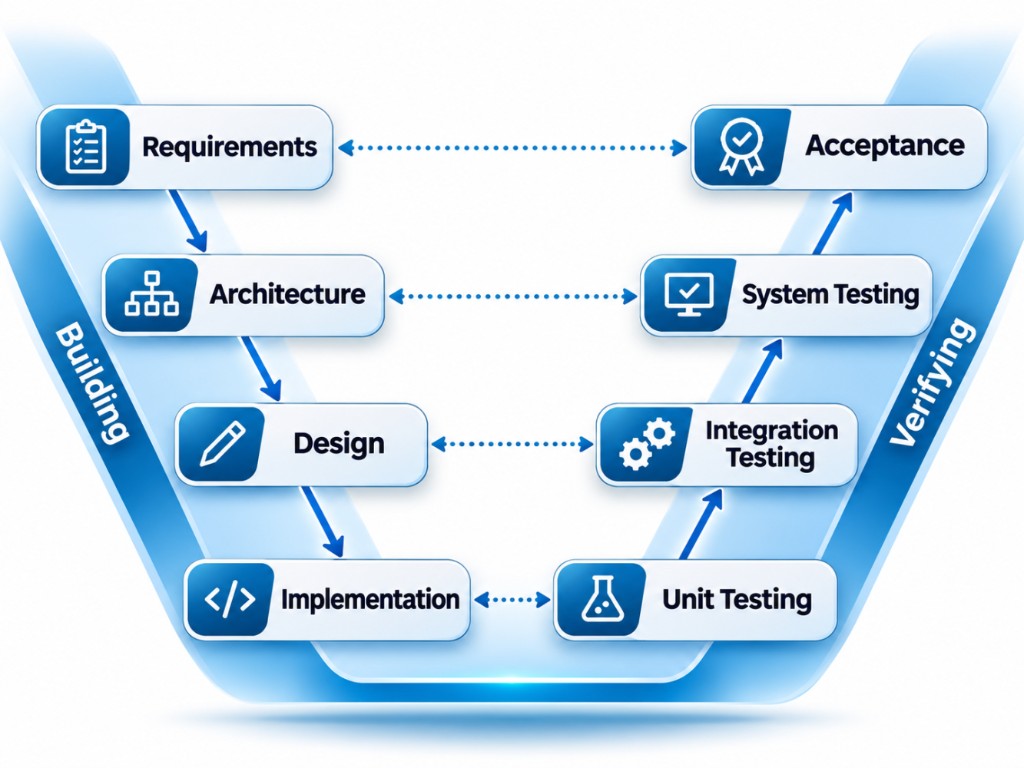 Requirements
Acceptance
Architecture
System Testing
Building
Verifying
Design
Integration
Testing
</>
Implementation
Unit Testing